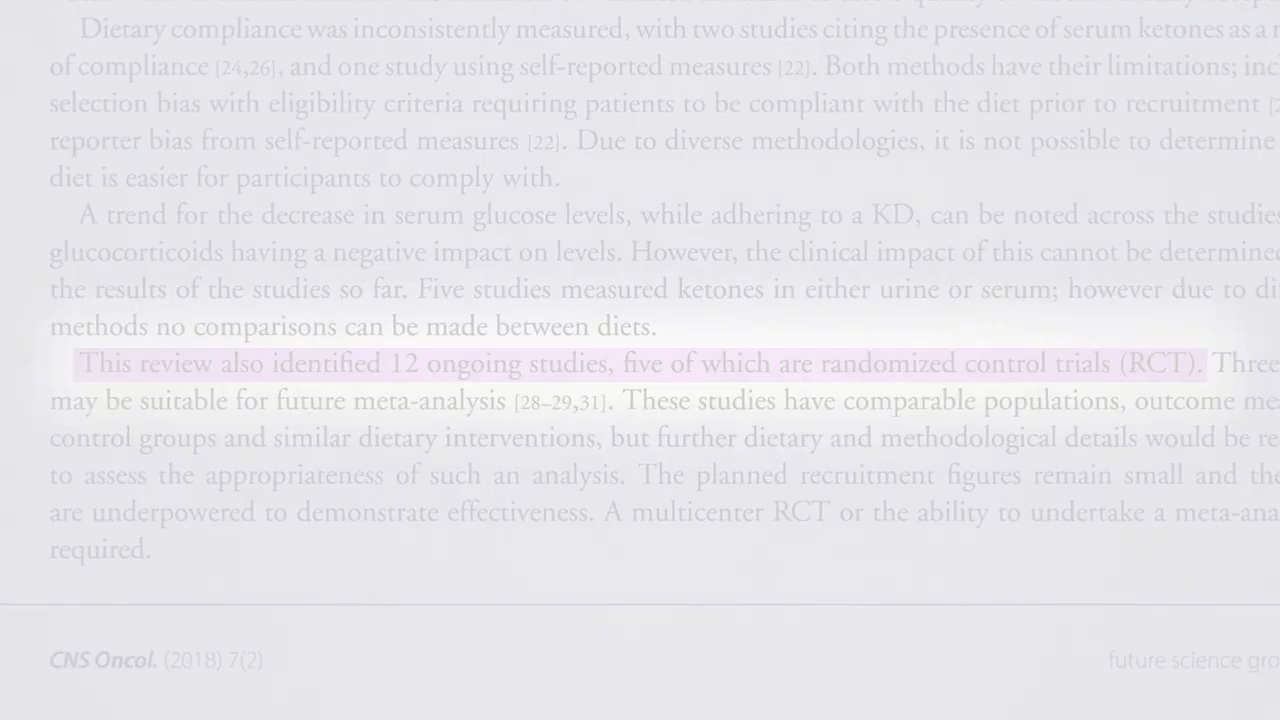 Dietary compliance was inconsistently measured, with two studies citing the presence of serum ketones as a
of compliance [24,26], and one study using self-reported measures [22]. Both methods have their limitations;
selection bias with eligibility criteria requiring patients to be compliant with the diet prior to recruitment
reporter bias from self-reported measures [22]. Due to diverse methodologies, it is not possible to determine
diet is easier for participants to comply with.
A trend for the decrease in serum glucose levels, while adhering to a KD, can be noted across the
glucocorticoids having a negative impact on levels. However, the clinical impact of this cannot be
the results of the studies so far. Five studies measured ketones in either urine or serum; however due to
methods no comparisons can be made between diets.
This review also identified 12 ongoing studies, five of which are randomized control trials (RCT). Three
may be suitable for future meta-analysis [28–29,31]. These studies have comparable populations, outcome
control groups and similar dietary interventions, but further dietary and methodological details would be
to assess the appropriateness of such an analysis. The planned recruitment figures remain small and
are underpowered to demonstrate effectiveness. A multicenter RCT or the ability to undertake a
required.
CNS Oncol. (2018) 7(2)
future science